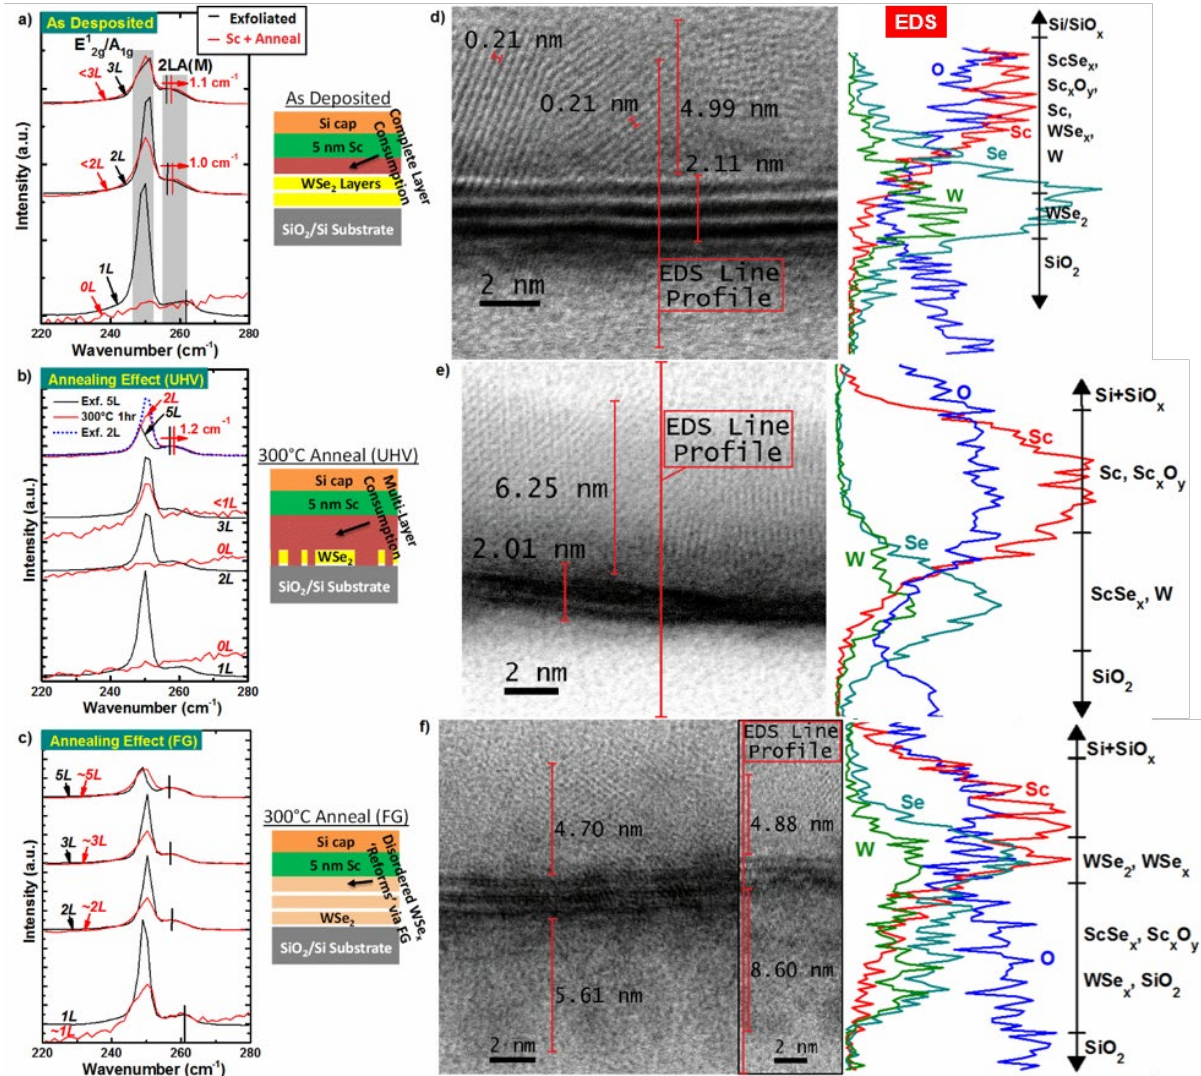 a)
As Desposited
Exfoliated
Sc + Anneal
E¹₂g/A₁g
2LA(M)
<3L
3L
1.1 cm⁻¹
<2L
2L
1.0 cm⁻¹
1L
0L
Intensity (a.u.)
220 240 260 280
Wavenumber (cm⁻¹)
As Deposited
Si cap
5 nm Sc
Complete Layer
Consumption
WSe₂ Layers
SiO₂/Si Substrate
b)
Annealing Effect (UHV)
Exf. 5L
300°C 1hr
Exf. 2L
2L
5L
1.2 cm⁻¹
<1L
3L
0L
2L
0L
1L
Intensity (a.u.)
220 240 260 280
Wavenumber (cm⁻¹)
300°C Anneal (UHV)
Si cap
5 nm Sc
Multi-Layer
Consumption
WSe₂
SiO₂/Si Substrate
c)
Annealing Effect (FG)
5L
~5L
3L
~3L
2L
~2L
1L
~1L
Intensity (a.u.)
220 240 260 280
Wavenumber (cm⁻¹)
300°C Anneal (FG)
Si cap
5 nm Sc
Disordered WSeₓ
'Reforms' via
FG
WSe₂
SiO₂/Si Substrate
d)
0.21 nm
0.21 nm
4.99 nm
2.11 nm
EDS Line
Profile
2 nm
EDS
O
Sc
Se
W
Si/SiOₓ
ScSeₓ,
ScₓOᵧ,
Sc,
WSeₓ,
W
WSe₂
SiO₂
e)
EDS Line
Profile
6.25 nm
2.01 nm
2 nm
O
Sc
Se
W
Si+SiOₓ
Sc, ScₓOᵧ
ScSeₓ, W
SiO₂
f)
4.70 nm
5.61 nm
2 nm
EDS Line
Profile
4.88 nm
8.60 nm
2 nm
Sc
Se
W
O
Si+SiOₓ
WSe₂, WSeₓ
ScSeₓ, ScₓOᵧ
WSeₓ, SiO₂
SiO₂